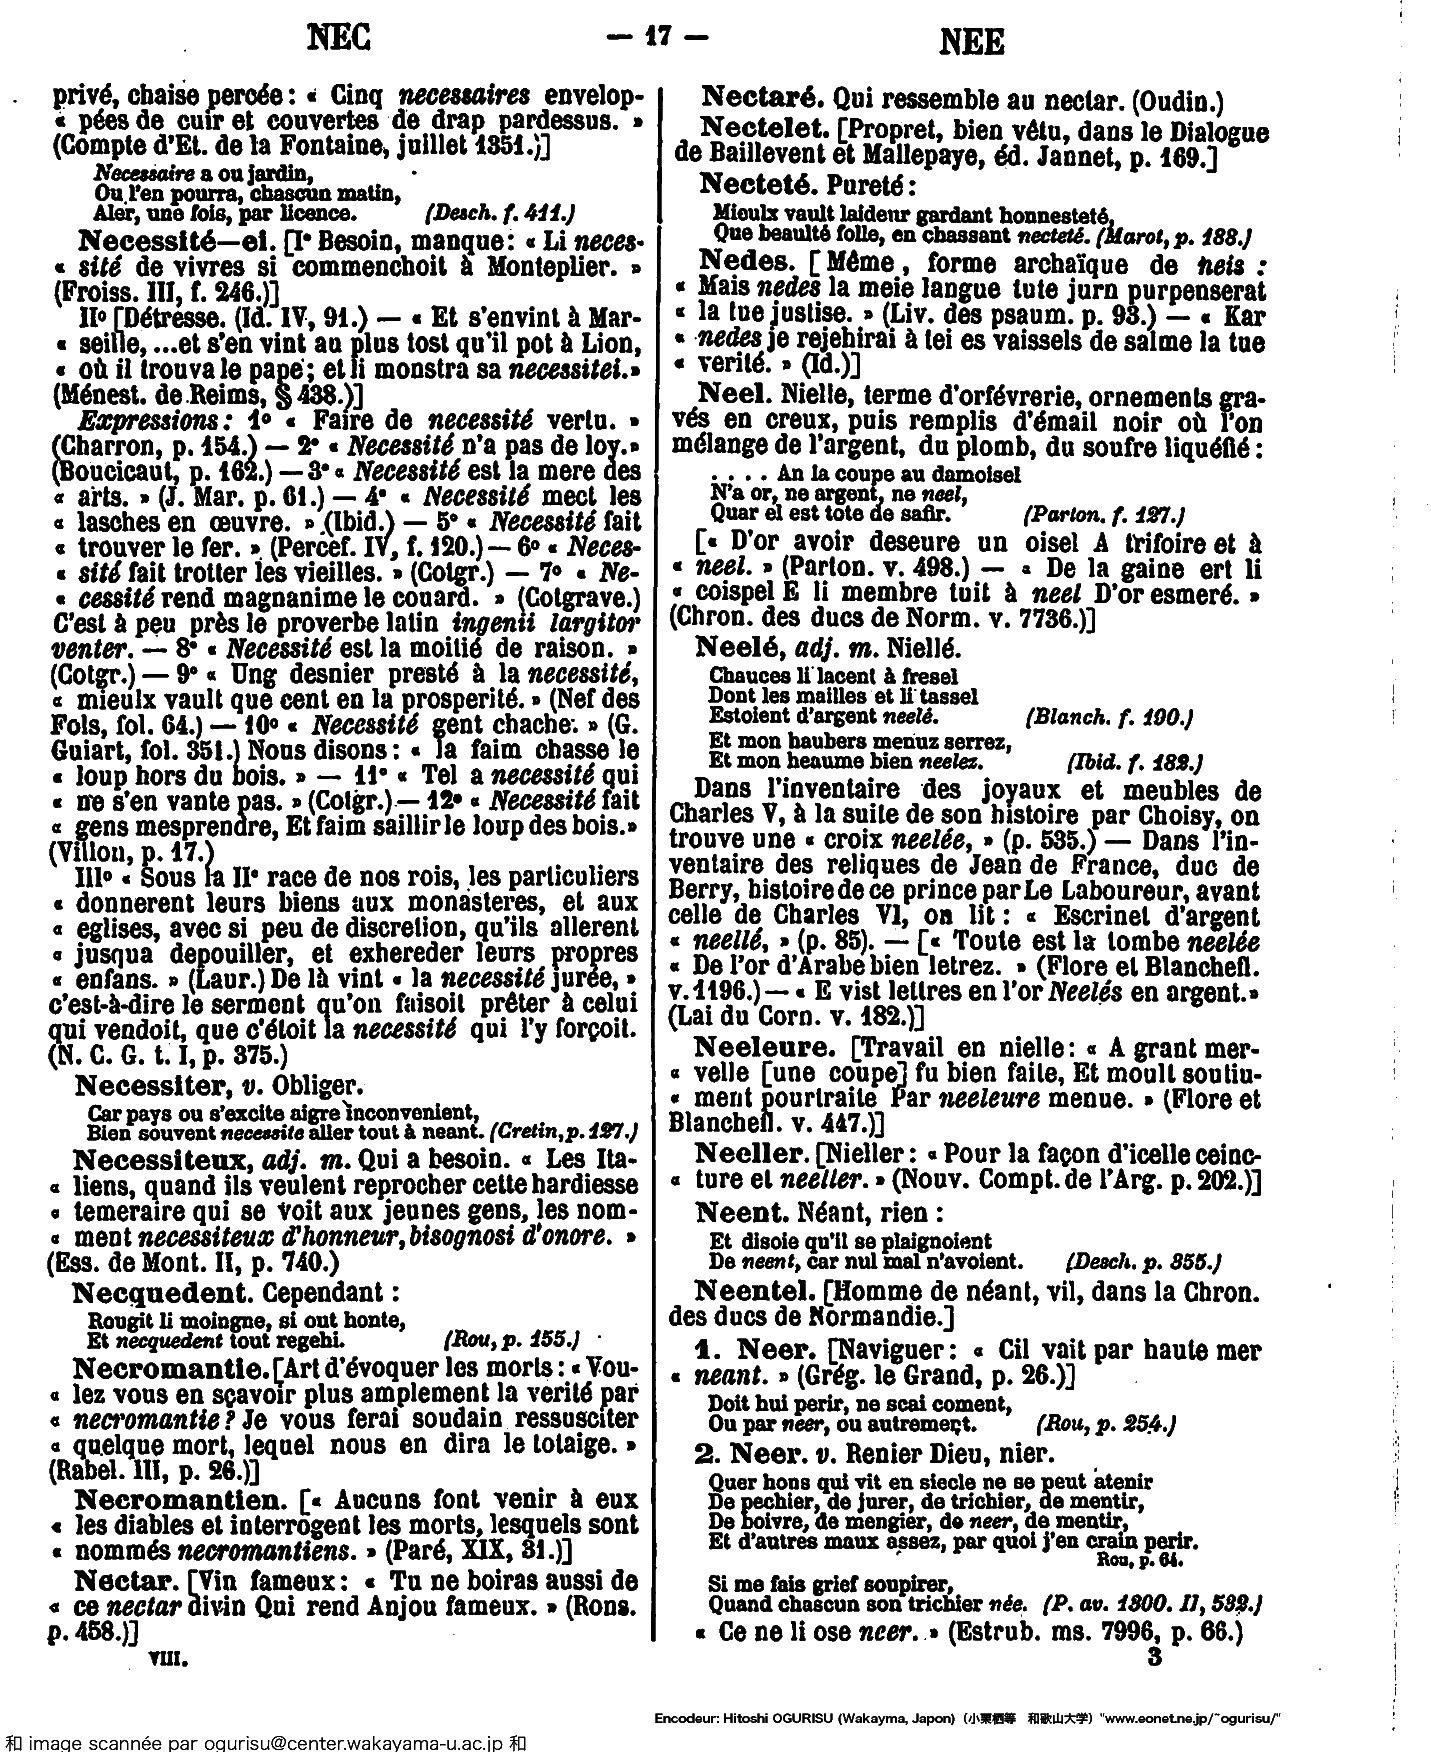 NEC
— 17 —
NEE
privé, chaise percée : « Cinq necessaires envelop-
« pées de cuir et couvertes de drap pardessus. »
(Compte d'Et. de la Fontaine, juillet 1351.)]
Necessaire a ou jardin,
Ou l'en pourra, chascun matin,
Aler, une fois, par licence. (Desch. f. 411.)
Necessité—ei. [I° Besoin, manque : « Li neces-
« sité de vivres si commenchoit à Monteplier. »
(Froiss. III, f. 246.)]
II° [Détresse. (Id. IV, 91.) — « Et s'envint à Mar-
« seille, ...et s'en vint au plus tost qu'il pot à Lion,
« où il trouva le pape ; et li monstra sa necessitei. »
(Ménest. de Reims, § 438.)]
Expressions : 1° « Faire de necessité vertu. »
(Charron, p. 154.) — 2° « Necessité n'a pas de loy. »
(Boucicaut, p. 162.) — 3° « Necessité est la mere des
« arts. » (J. Mar. p. 61.) — 4° « Necessité mect les
« lasches en œuvre. » (Ibid.) — 5° « Necessité fait
« trouver le fer. » (Percef. IV, f. 120.) — 6° « Neces-
« sité fait trotter les vieilles. » (Cotgr.) — 7° « Ne-
« cessité rend magnanime le couard. » (Cotgrave.)
C'est à peu près le proverbe latin ingenii largitor
venter. — 8° « Necessité est la moitié de raison. »
(Cotgr.) — 9° « Ung desnier presté à la necessité,
« mieulx vault que cent en la prosperité. » (Nef des
Fols, fol. 64.) — 10° « Necessité gent chache. » (G.
Guiart, fol. 351.) Nous disons : « la faim chasse le
« loup hors du bois. » — 11° « Tel a necessité qui
« ne s'en vante pas. » (Cotgr.) — 12° « Necessité fait
« gens mesprendre, Et faim saillir le loup des bois. »
(Villon, p. 17.)
III° « Sous la II° race de nos rois, les particuliers
« donnerent leurs biens aux monasteres, et aux
« eglises, avec si peu de discretion, qu'ils allerent
« jusqua depouiller, et exhereder leurs propres
« enfans. » (Laur.) De là vint « la necessité jurée, »
c'est-à-dire le serment qu'on faisoit prêter à celui
qui vendoit, que c'étoit la necessité qui l'y forçoit.
(N. C. G. t. I, p. 375.)
Necessiter, v. Obliger.
Car pays ou s'excite aigre inconvenient,
Bien souvent necessite aller tout à neant. (Cretin, p. 127.)
Necessiteux, adj. m. Qui a besoin. « Les Ita-
« liens, quand ils veulent reprocher cette hardiesse
« temeraire qui se voit aux jeunes gens, les nom-
« ment necessiteux d'honneur, bisognosi d'onore. »
(Ess. de Mont. II, p. 740.)
Necquedent. Cependant :
Rougit li moingne, si out honte,
Et necquedent tout regehi. (Rou, p. 155.)
Necromantie. [Art d'évoquer les morts : « Vou-
« lez vous en sçavoir plus amplement la verité par
« necromantie ? Je vous ferai soudain ressusciter
« quelque mort, lequel nous en dira le totaige. »
(Rabel. III, p. 26.)]
Necromantien. [« Aucuns font venir à eux
« les diables et interrogent les morts, lesquels sont
« nommés necromantiens. » (Paré, XIX, 31.)]
Nectar. [Vin fameux : « Tu ne boiras aussi de
« ce nectar divin Qui rend Anjou fameux. » (Rons.
p. 458.)]
VIII.
Nectaré. Qui ressemble au nectar. (Oudin.)
Nectelet. [Propret, bien vêtu, dans le Dialogue
de Baillevent et Mallepaye, éd. Jannet, p. 169.]
Necteté. Pureté :
Mieulx vault laideur gardant honnesteté,
Que beaulté folle, en chassant necteté. (Marot, p. 188.)
Nedes. [Même, forme archaïque de neis :
« Mais nedes la meie langue tute jurn purpenserat
« la tue justise. » (Liv. des psaum. p. 93.) — « Kar
« nedes je rejehirai à tei es vaissels de salme la tue
« verité. » (Id.)]
Neel. Nielle, terme d'orfévrerie, ornements gra-
vés en creux, puis remplis d'émail noir où l'on
mélange de l'argent, du plomb, du soufre liquéfié :
. . . . An la coupe au damoisel
N'a or, ne argent, ne neel,
Quar el est tote de safir. (Parton. f. 127.)
[« D'or avoir deseure un oisel A trifoire et à
« neel. » (Parton. v. 498.) — « De la gaine ert li
« coispel E li membre tuit à neel D'or esmeré. »
(Chron. des ducs de Norm. v. 7736.)]
Neelé, adj. m. Niellé.
Chauces li lacent à fresel
Dont les mailles et li tassel
Estoient d'argent neelé. (Blanch. f. 190.)
Et mon haubers menuz serrez,
Et mon heaume bien neelez. (Ibid. f. 182.)
Dans l'inventaire des joyaux et meubles de
Charles V, à la suite de son histoire par Choisy, on
trouve une « croix neelée, » (p. 535.) — Dans l'in-
ventaire des reliques de Jean de France, duc de
Berry, histoire de ce prince par Le Laboureur, avant
celle de Charles VI, on lit : « Escrinet d'argent
« neellé, » (p. 85). — [« Toute est la tombe neelée
« De l'or d'Arabe bien letrez. » (Flore et Blanchefl.
v. 1196.) — « E vist lettres en l'or Neelés en argent. »
(Lai du Corn. v. 182.)]
Neeleure. [Travail en nielle : « A grant mer-
« velle [une coupe] fu bien faite, Et moult soutiu-
« ment pourtraite Par neeleure menue. » (Flore et
Blanchefl. v. 447.)]
Neeller. [Nieller : « Pour la façon d'icelle ceinc-
« ture et neeller. » (Nouv. Compt. de l'Arg. p. 202.)]
Neent. Néant, rien :
Et disoie qu'il se plaignoient
De neent, car nul mal n'avoient. (Desch. p. 355.)
Neentel. [Homme de néant, vil, dans la Chron.
des ducs de Normandie.]
1. Neer. [Naviguer : « Cil vait par haute mer
« neant. » (Grég. le Grand, p. 26.)]
Doit hui perir, ne scai coment,
Ou par neer, ou autrement. (Rou, p. 254.)
2. Neer. v. Renier Dieu, nier.
Quer hons qui vit en siecle ne se peut atenir
De pechier, de jurer, de trichier, de mentir,
De boivre, de mengier, de neer, de mentir,
Et d'autres maux assez, par quoi j'en crain perir.
Rou, p. 64.
Si me fais grief soupirer,
Quand chascun son trichier née. (P. av. 1300. II, 532.)
« Ce ne li ose neer. » (Estrub. ms. 7996, p. 66.)
3
Encodeur: Hitoshi OGURISU (Wakayma, Japon) (小栗栖等 和歌山大学) "www.eonet.ne.jp/~ogurisu/"
和 image scannée par ogurisu@center.wakayama-u.ac.jp 和